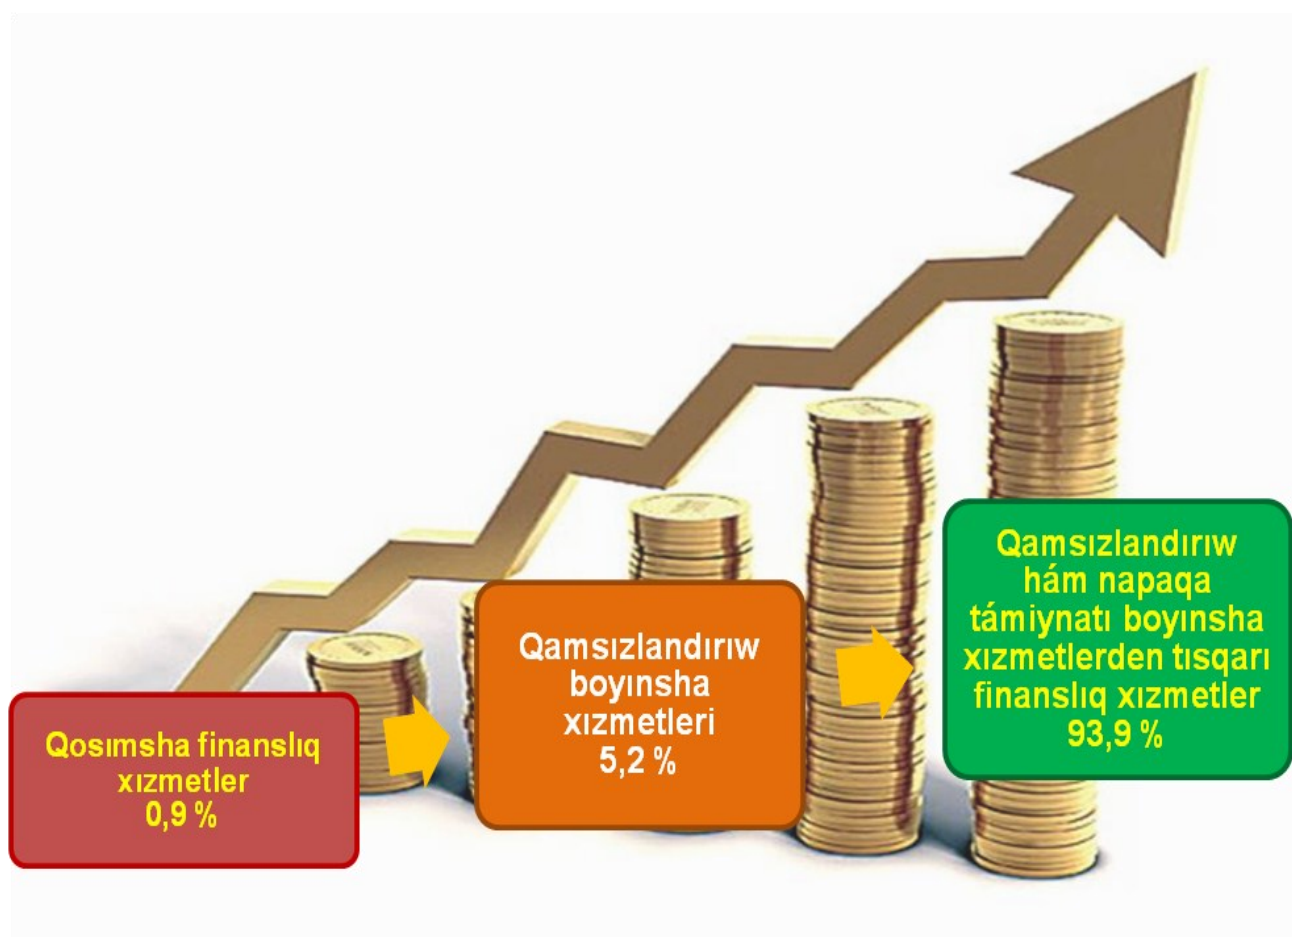 Qosımsha finanslıq
xızmetler
0,9 %
Qamsızlandırıw
boyınsha
xızmetleri
5,2 %
Qamsızlandırıw
hám napaqa
támiynatı boyınsha
xızmetlerden tısqarı
finanslıq xızmetler
93,9 %